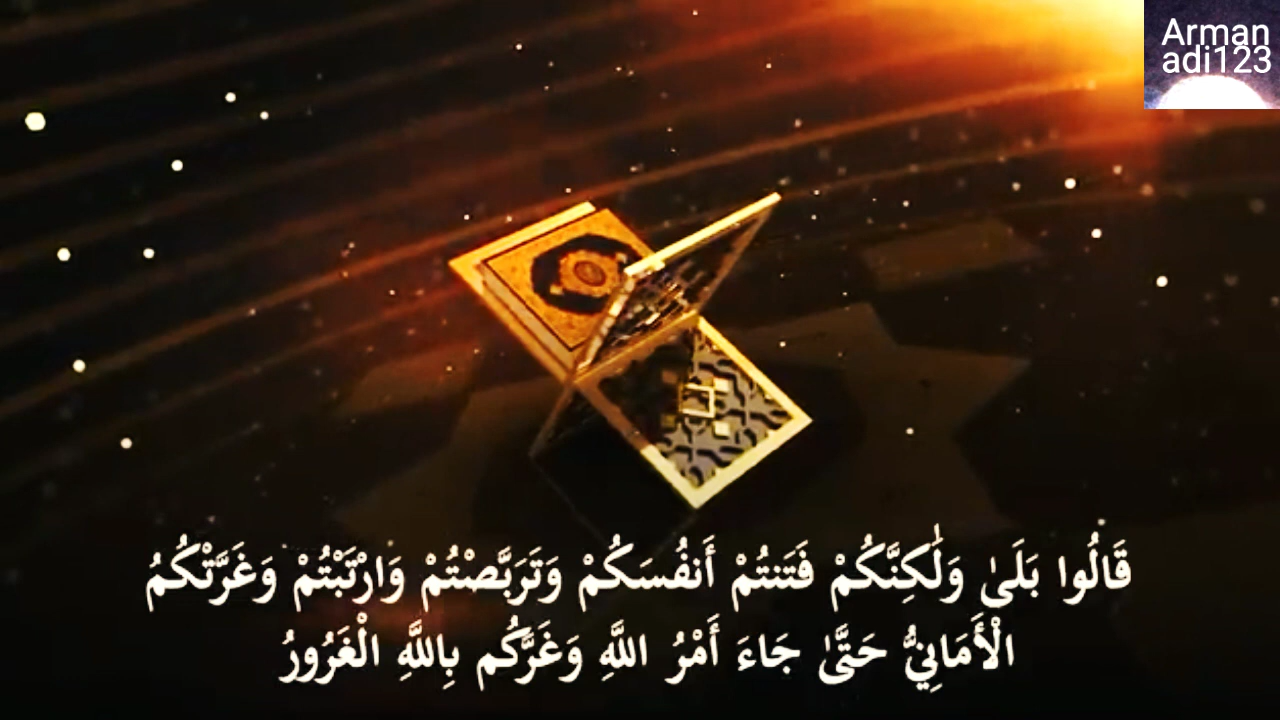 Arman
adi123
قَالُوا بَلَىٰ وَلَٰكِنَّكُمْ فَتَنتُمْ أَنفُسَكُمْ وَتَرَبَّصْتُمْ وَارْتَبْتُمْ وَغَرَّتْكُمُ
الْأَمَانِيُّ حَتَّىٰ جَاءَ أَمْرُ اللَّهِ وَغَرَّكُم بِاللَّهِ الْغَرُورُ